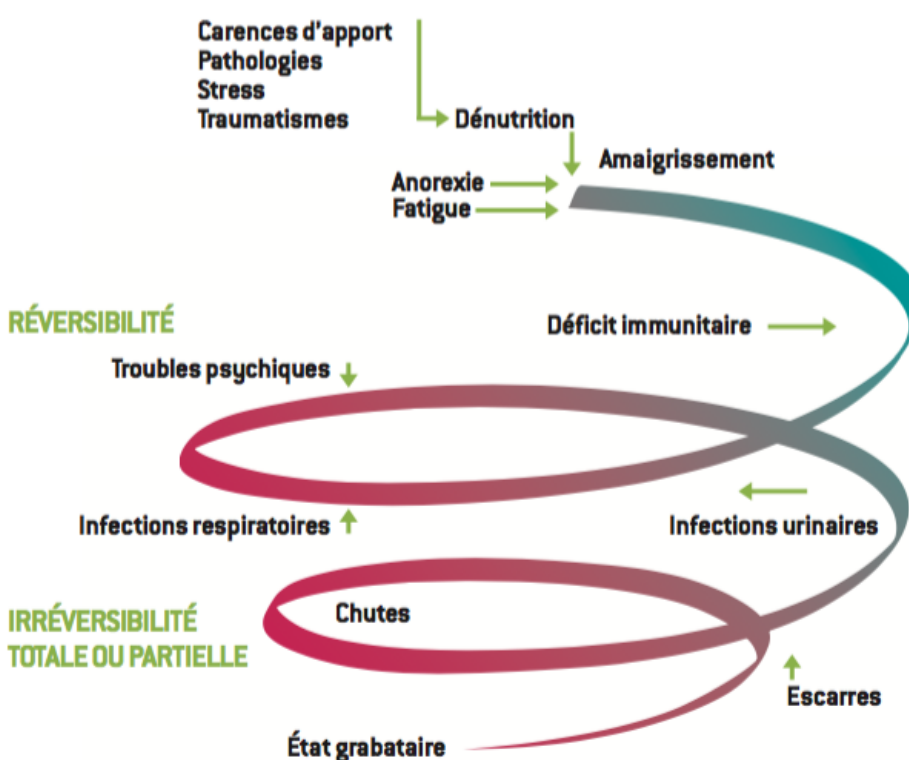 Carences d'apport
Pathologies
Stress
Traumatismes
Dénutrition
Amaigrissement
Anorexie
Fatigue
RÉVERSIBILITÉ
Déficit immunitaire
Troubles psychiques
Infections respiratoires
Infections urinaires
IRRÉVERSIBILITÉ
TOTALE OU PARTIELLE
Chutes
Escarres
État grabataire